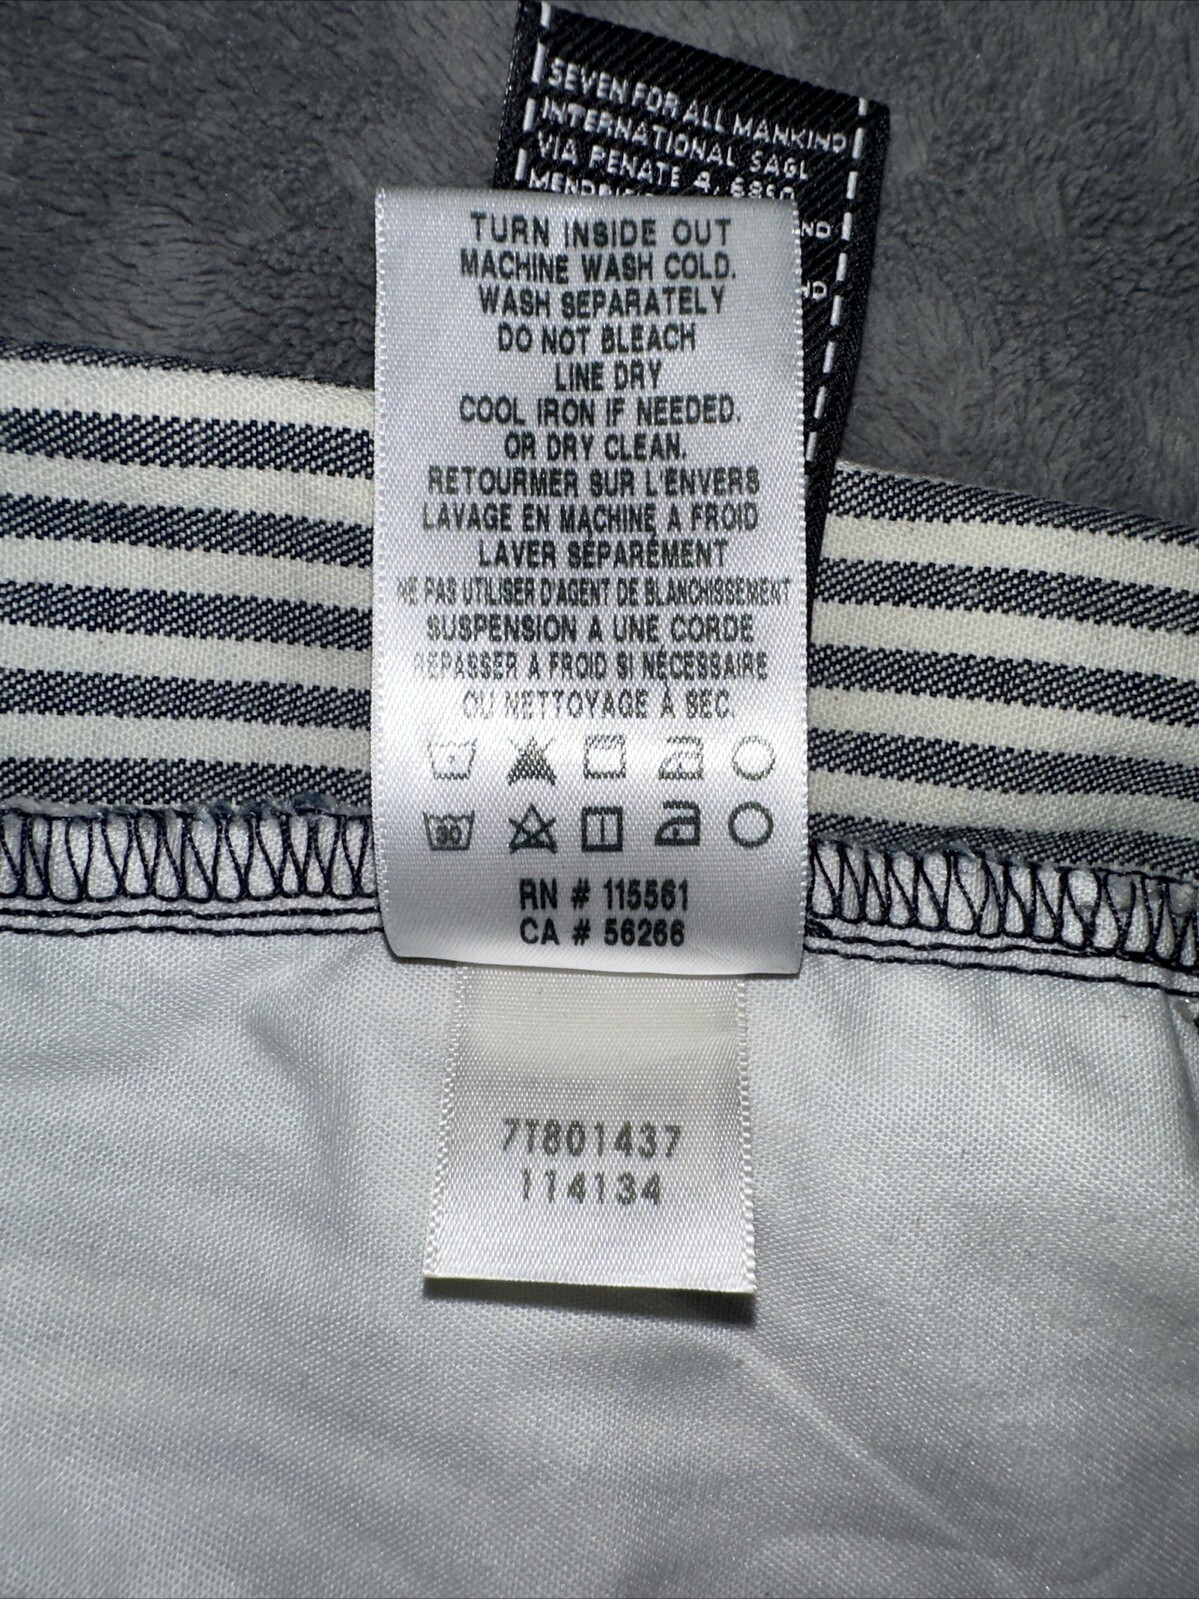 SEVEN FOR ALL MANKIND
INTERNATIONAL SAGL
VIA PENATE 4, 6850
ND
ND
TURN INSIDE OUT
MACHINE WASH COLD.
WASH SEPARATELY
DO NOT BLEACH
LINE DRY
COOL IRON IF NEEDED.
OR DRY CLEAN.
RETOURMER SUR L'ENVERS
LAVAGE EN MACHINE A FROID
LAVER SÉPARÉMENT
NE PAS UTILISER D'AGENT DE BLANCHISSEMENT
SUSPENSION A UNE CORDE
REPASSER A FROID SI NÉCESSAIRE
OU NETTOYAGE À SEC.
RN # 115561
CA # 56266
7T801437
114134